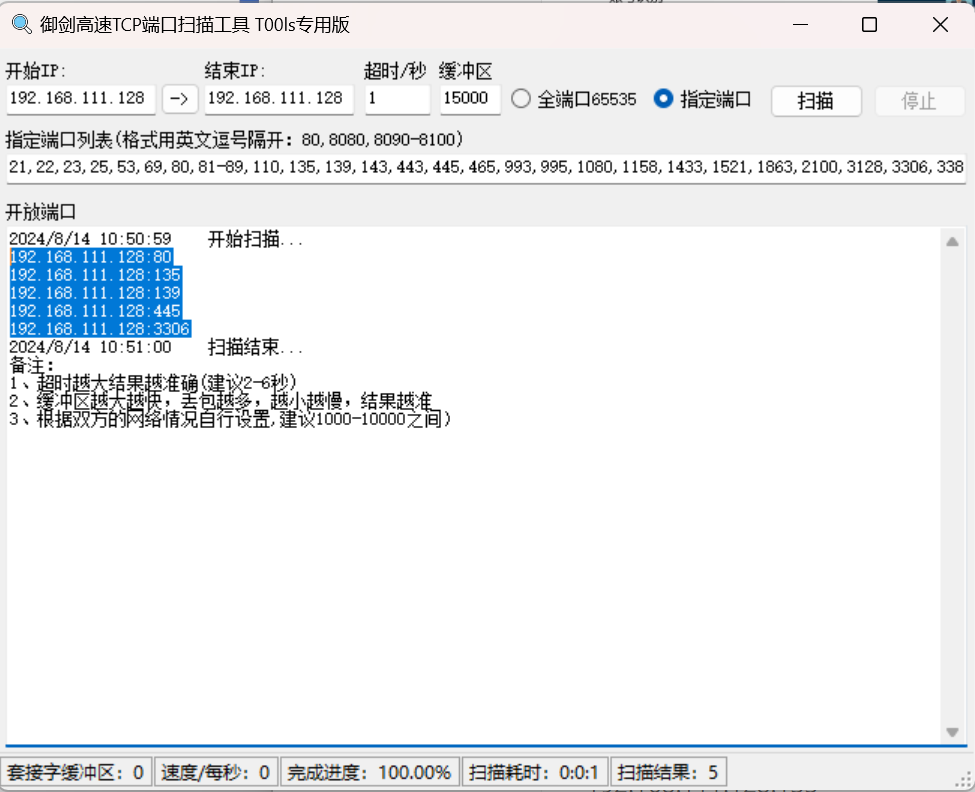 御剑高速TCP端口扫描工具 T00ls专用版
开始IP: 结束IP: 超时/秒 缓冲区
192.168.111.128 -> 192.168.111.128 1 15000 全端口65535 指定端口 扫描 停止
指定端口列表(格式用英文逗号隔开: 80,8080,8090-8100)
21,22,23,25,53,69,80,81-89,110,135,139,143,443,445,465,993,995,1080,1158,1433,1521,1863,2100,3128,3306,338
开放端口
2024/8/14 10:50:59 开始扫描...
192.168.111.128:80
192.168.111.128:135
192.168.111.128:139
192.168.111.128:445
192.168.111.128:3306
2024/8/14 10:51:00 扫描结束...
备注:
1、超时越大结果越准确(建议2-6秒)
2、缓冲区越大越快，丢包越多，越小越慢，结果越准
3、根据双方的网络情况自行设置,建议1000-10000之间)
套接字缓冲区: 0 速度/每秒: 0 完成进度: 100.00% 扫描耗时: 0:0:1 扫描结果: 5